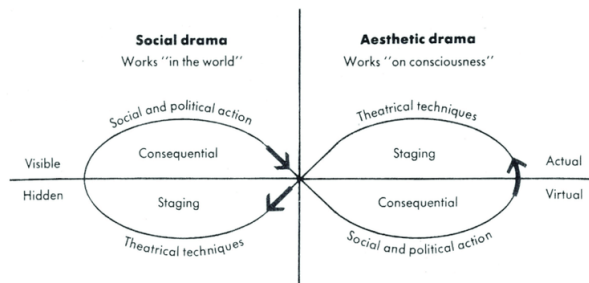 Social drama
Works "in the world"
Aesthetic drama
Works "on consciousness"
Social and political action
Theatrical techniques
Visible
Consequential
Staging
Actual
Hidden
Staging
Consequential
Virtual
Theatrical techniques
Social and political action